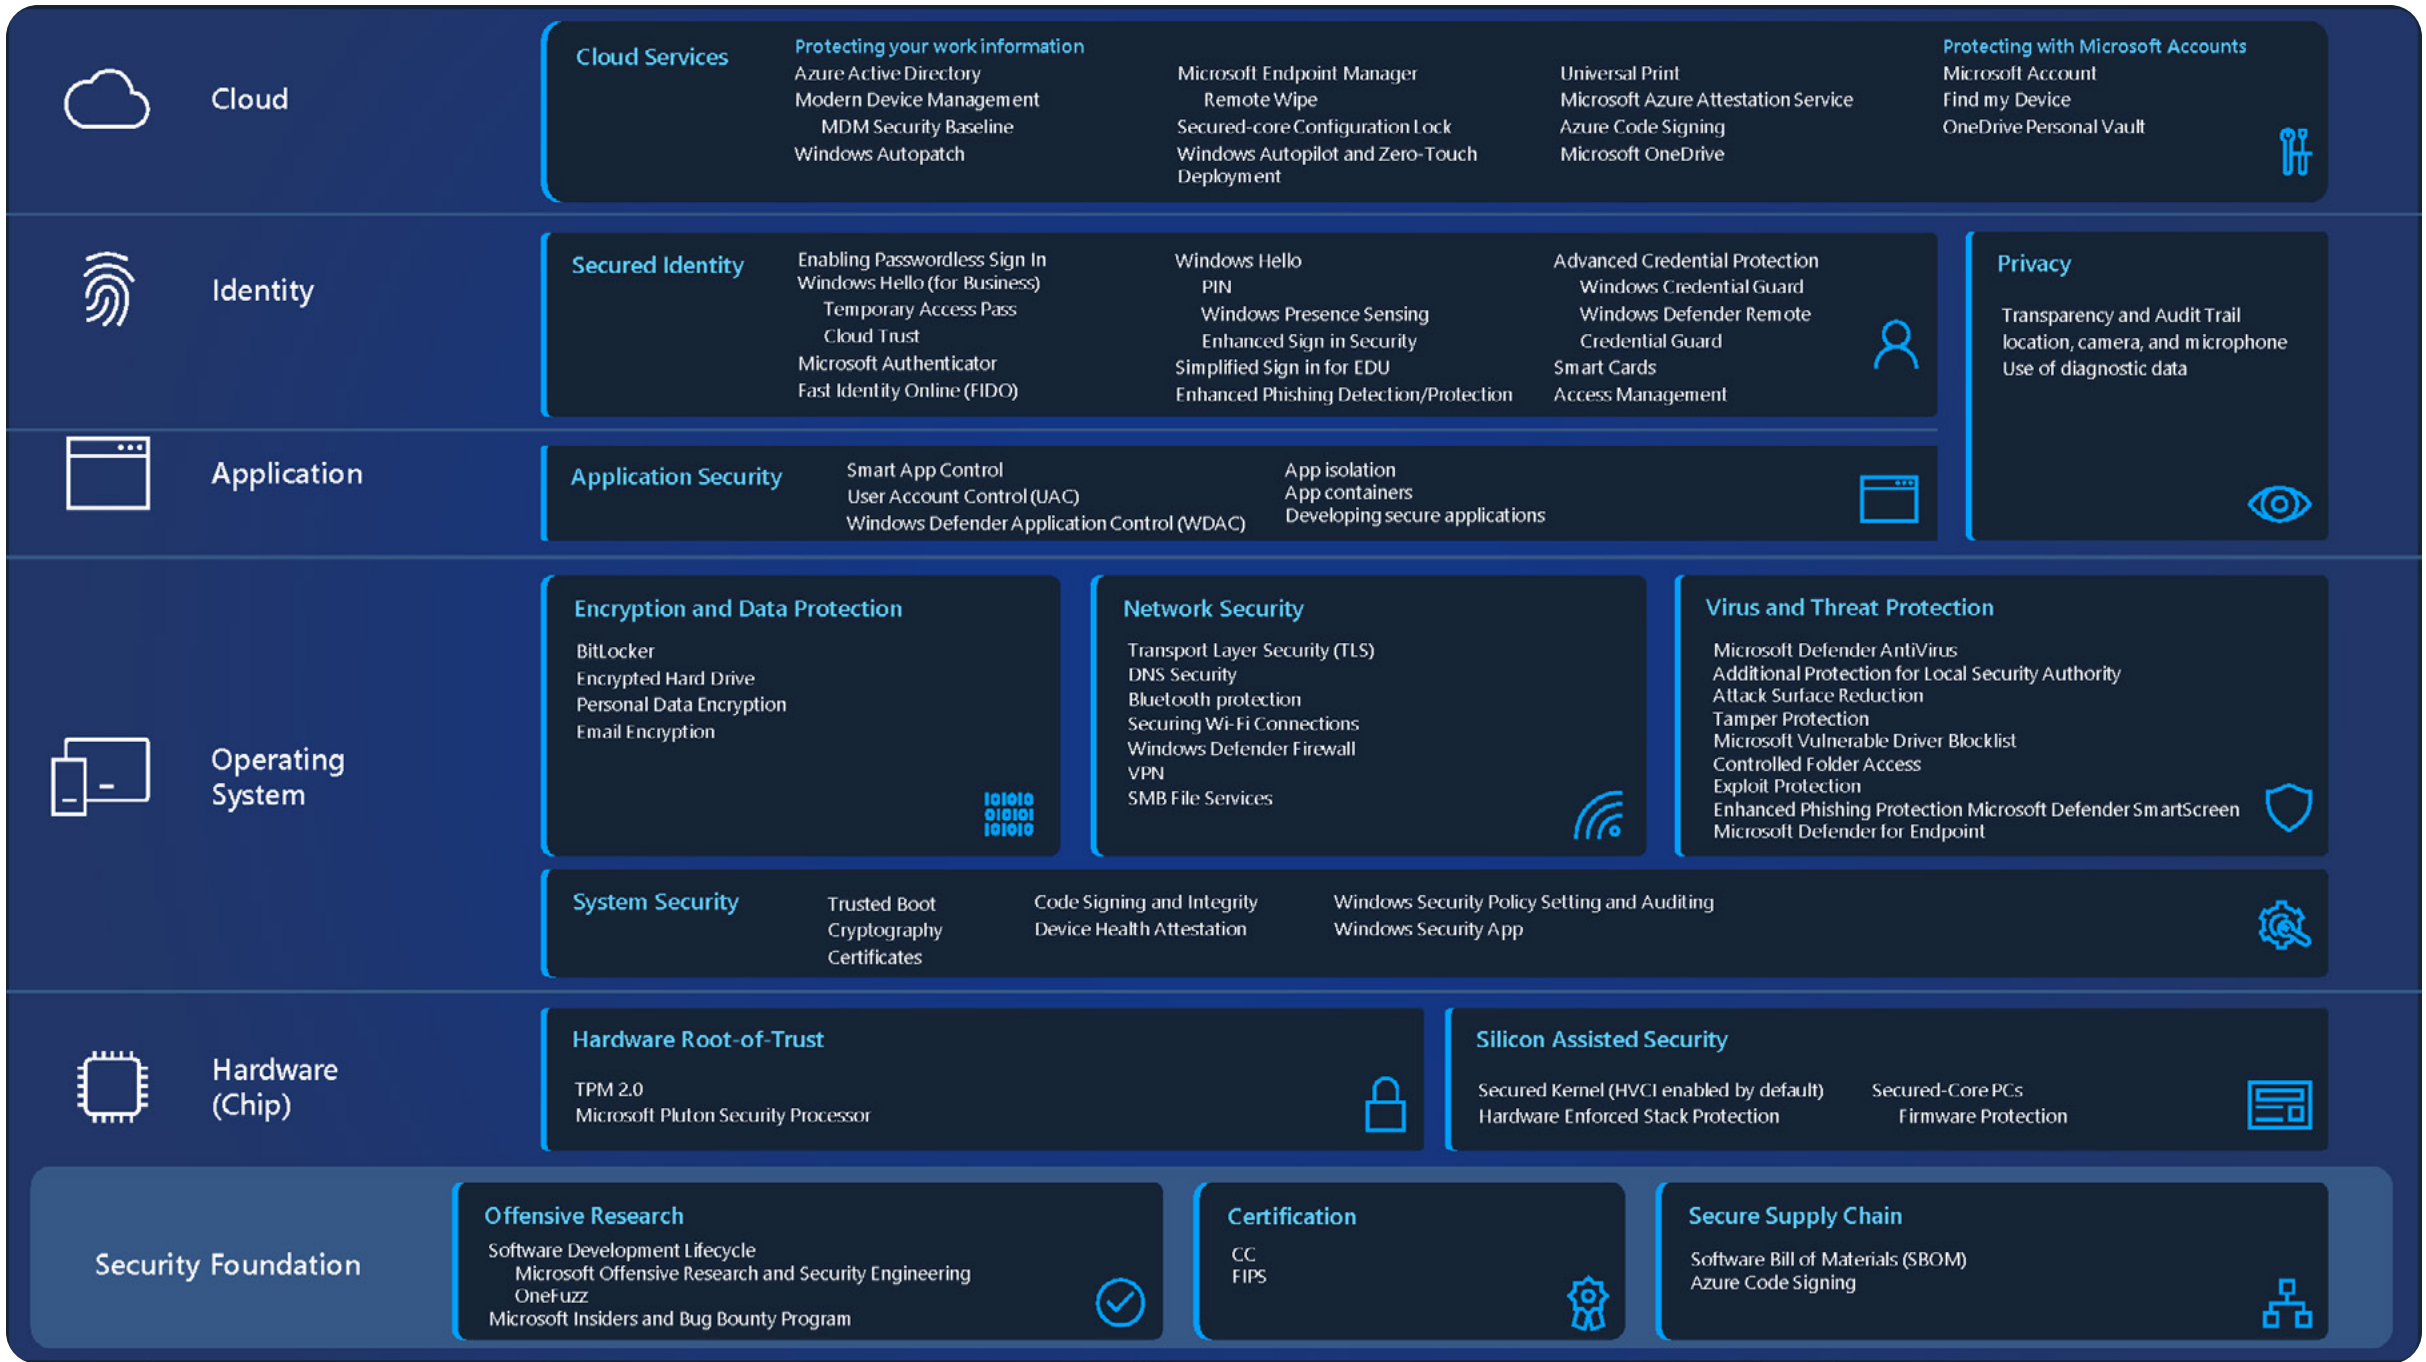 Cloud
Cloud Services
Protecting your work information
Azure Active Directory
Modern Device Management
MDM Security Baseline
Windows Autopatch
Microsoft Endpoint Manager
Remote Wipe
Secured-core Configuration Lock
Windows Autopilot and Zero-Touch
Deployment
Universal Print
Microsoft Azure Attestation Service
Azure Code Signing
Microsoft OneDrive
Protecting with Microsoft Accounts
Microsoft Account
Find my Device
OneDrive Personal Vault
Identity
Secured Identity
Enabling Passwordless Sign In
Windows Hello (for Business)
Temporary Access Pass
Cloud Trust
Microsoft Authenticator
Fast Identity Online (FIDO)
Windows Hello
PIN
Windows Presence Sensing
Enhanced Sign in Security
Simplified Sign in for EDU
Enhanced Phishing Detection/Protection
Advanced Credential Protection
Windows Credential Guard
Windows Defender Remote
Credential Guard
Smart Cards
Access Management
Privacy
Transparency and Audit Trail
location, camera, and microphone
Use of diagnostic data
Application
Application Security
Smart App Control
User Account Control (UAC)
Windows Defender Application Control (WDAC)
App isolation
App containers
Developing secure applications
Operating
System
Encryption and Data Protection
BitLocker
Encrypted Hard Drive
Personal Data Encryption
Email Encryption
101010
010101
101010
Network Security
Transport Layer Security (TLS)
DNS Security
Bluetooth protection
Securing Wi-Fi Connections
Windows Defender Firewall
VPN
SMB File Services
Virus and Threat Protection
Microsoft Defender AntiVirus
Additional Protection for Local Security Authority
Attack Surface Reduction
Tamper Protection
Microsoft Vulnerable Driver Blocklist
Controlled Folder Access
Exploit Protection
Enhanced Phishing Protection Microsoft Defender SmartScreen
Microsoft Defender for Endpoint
System Security
Trusted Boot
Cryptography
Certificates
Code Signing and Integrity
Device Health Attestation
Windows Security Policy Setting and Auditing
Windows Security App
Hardware
(Chip)
Hardware Root-of-Trust
TPM 2.0
Microsoft Pluton Security Processor
Silicon Assisted Security
Secured Kernel (HVCI enabled by default)
Hardware Enforced Stack Protection
Secured-Core PCs
Firmware Protection
Security Foundation
Offensive Research
Software Development Lifecycle
Microsoft Offensive Research and Security Engineering
OneFuzz
Microsoft Insiders and Bug Bounty Program
Certification
CC
FIPS
Secure Supply Chain
Software Bill of Materials (SBOM)
Azure Code Signing